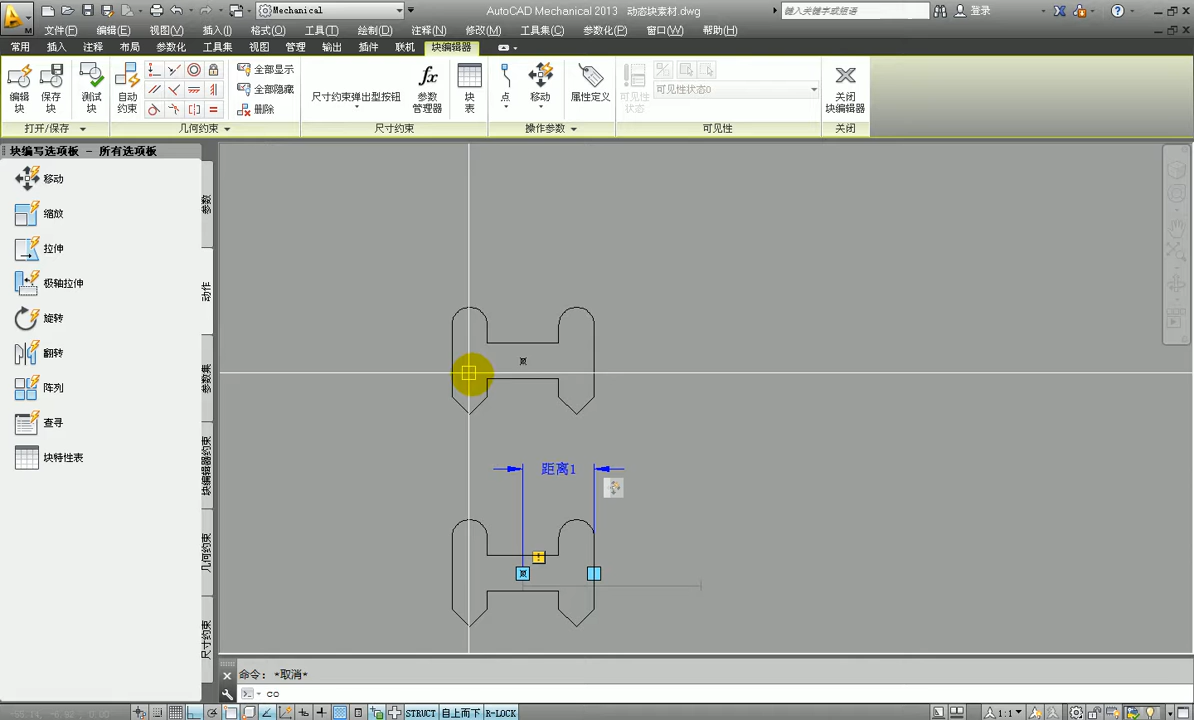 Mechanical
AutoCAD Mechanical 2013
动态块素材.dwg
键入关键字或短语
登录
文件(F)
编辑(E)
视图(V)
插入(I)
格式(O)
工具(T)
绘制(D)
注释(N)
修改(M)
工具集(C)
参数化(P)
窗口(W)
帮助(H)
常用
插入
注释
布局
参数化
工具集
视图
管理
输出
插件
联机
块编辑器
编辑块
保存块
测试块
自动约束
全部显示
全部隐藏
删除
尺寸约束弹出型按钮
fx
参数管理器
块表
点
移动
属性定义
可见性状态
可见性状态0
关闭块编辑器
打开/保存
几何约束
尺寸约束
操作参数
可见性
关闭
块编写选项板 - 所有选项板
移动
缩放
拉伸
极轴拉伸
旋转
翻转
阵列
查寻
块特性表
参数
动作
参数集
块编辑器约束
几何约束
尺寸约束
距离1
命令: *取消*
co
STRUCT
自上而下
R-LOCK
1:1